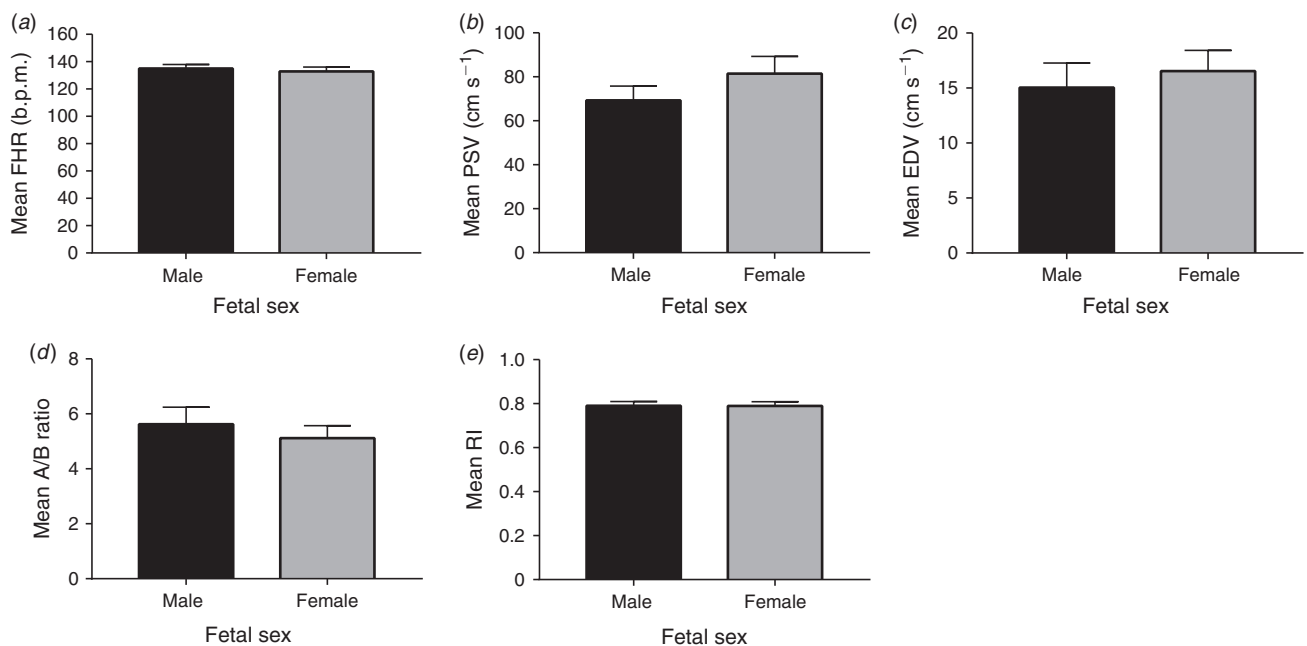 (a)
160
140
120
100
80
60
40
20
0
Mean FHR (b.p.m.)
Male
Female
Fetal sex
(b)
100
80
60
40
20
0
Mean PSV (cm s−1)
Male
Female
Fetal sex
(c)
20
15
10
5
0
Mean EDV (cm s−1)
Male
Female
Fetal sex
(d)
8
6
4
2
0
Mean A/B ratio
Male
Female
Fetal sex
(e)
1.0
0.8
0.6
0.4
0.2
0
Mean RI
Male
Female
Fetal sex